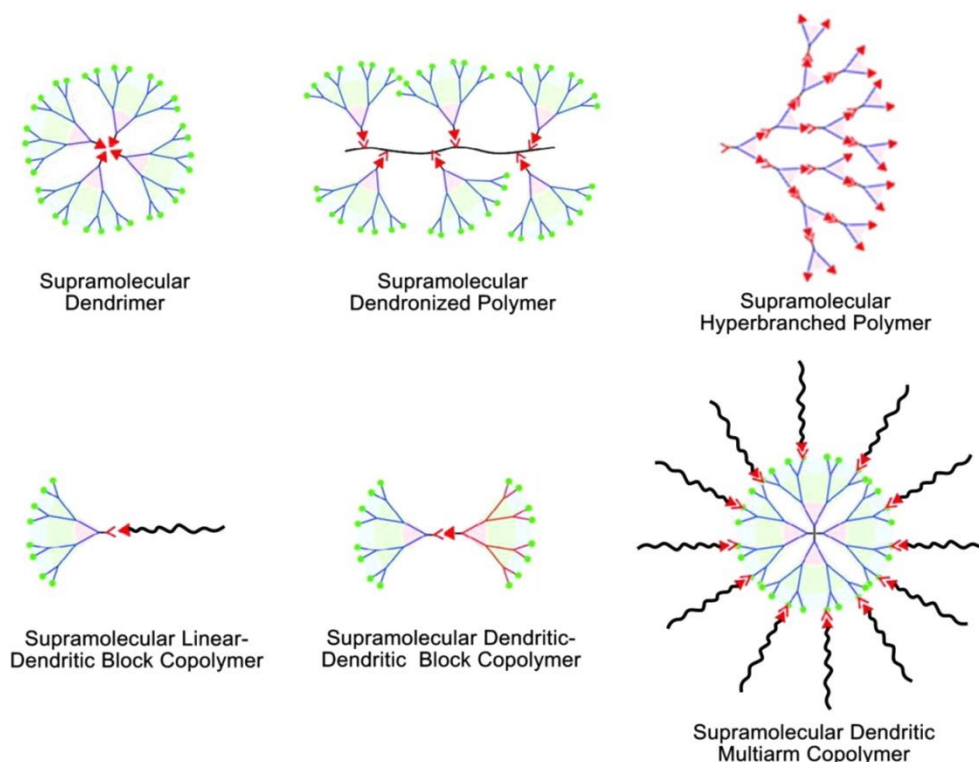 Supramolecular
Dendrimer
Supramolecular
Dendronized Polymer
Supramolecular
Hyperbranched Polymer
Supramolecular Linear-
Dendritic Block Copolymer
Supramolecular Dendritic-
Dendritic Block Copolymer
Supramolecular Dendritic
Multiarm Copolymer